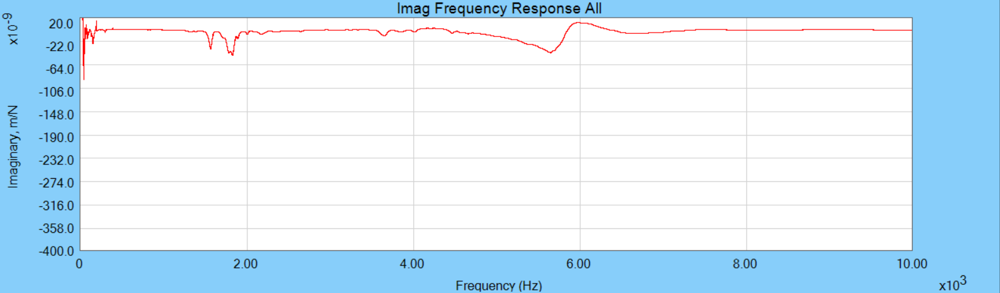 Imag Frequency Response All
x10-9
20.0
-22.0
-64.0
-106.0
-148.0
-190.0
-232.0
-274.0
-316.0
-358.0
-400.0
Imaginary, m/N
0 2.00 4.00 6.00 8.00 10.00
Frequency (Hz)
x103